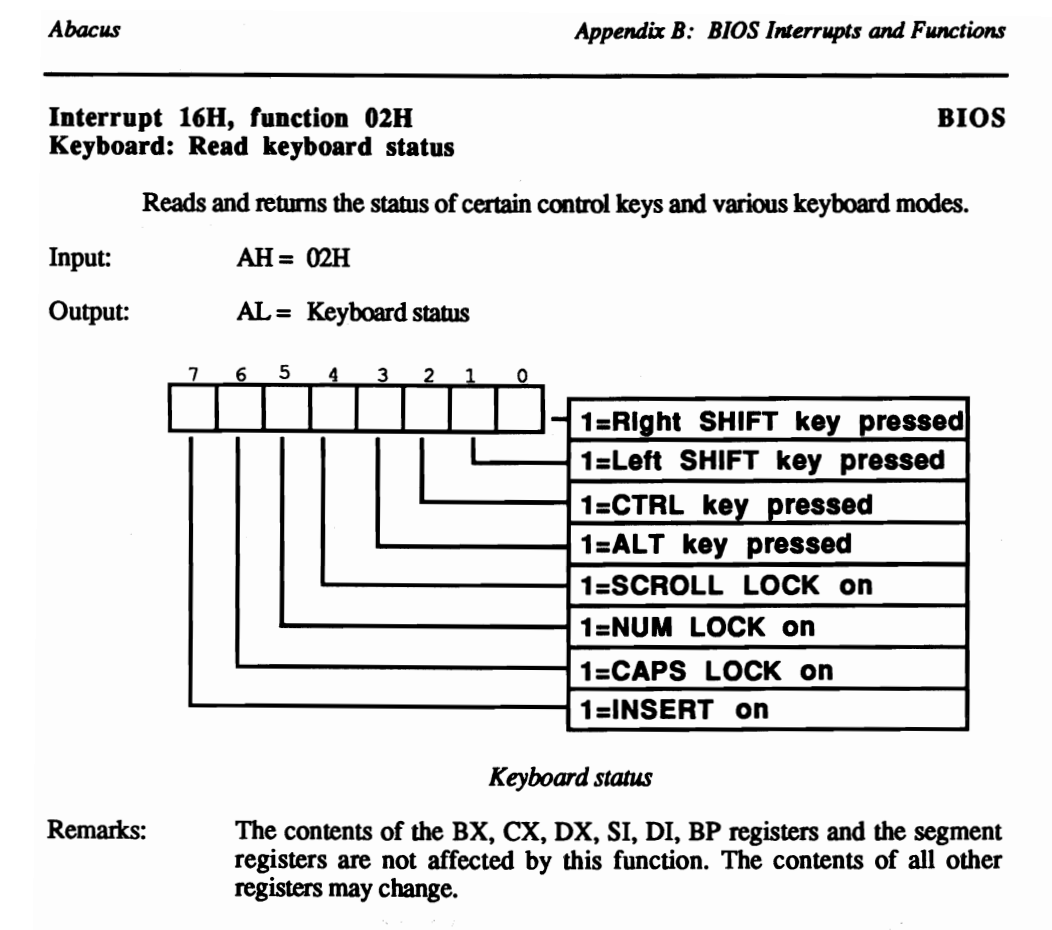 Abacus Appendix B: BIOS Interrupts and Functions
Interrupt 16H, function 02H BIOS
Keyboard: Read keyboard status
Reads and returns the status of certain control keys and various keyboard modes.
Input: AH = 02H
Output: AL = Keyboard status
7 6 5 4 3 2 1 0
1=Right SHIFT key pressed
1=Left SHIFT key pressed
1=CTRL key pressed
1=ALT key pressed
1=SCROLL LOCK on
1=NUM LOCK on
1=CAPS LOCK on
1=INSERT on
Keyboard status
Remarks: The contents of the BX, CX, DX, SI, DI, BP registers and the segment
registers are not affected by this function. The contents of all other
registers may change.